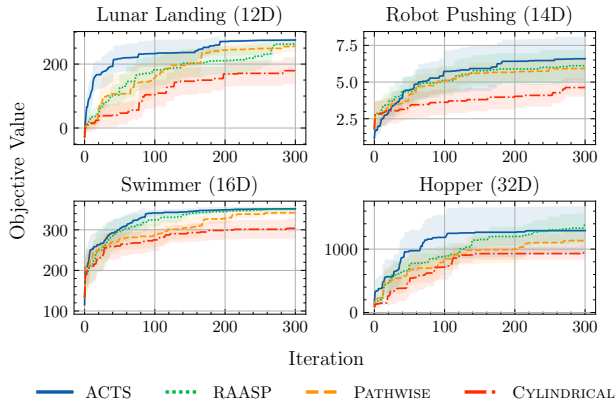 Lunar Landing (12D)
Robot Pushing (14D)
200
0
0 100 200 300
7.5
5.0
2.5
0 100 200 300
Objective Value
Swimmer (16D)
Hopper (32D)
300
200
100
0 100 200 300
1000
0
0 100 200 300
Iteration
ACTS RAASP PATHWISE CYLINDRICAL